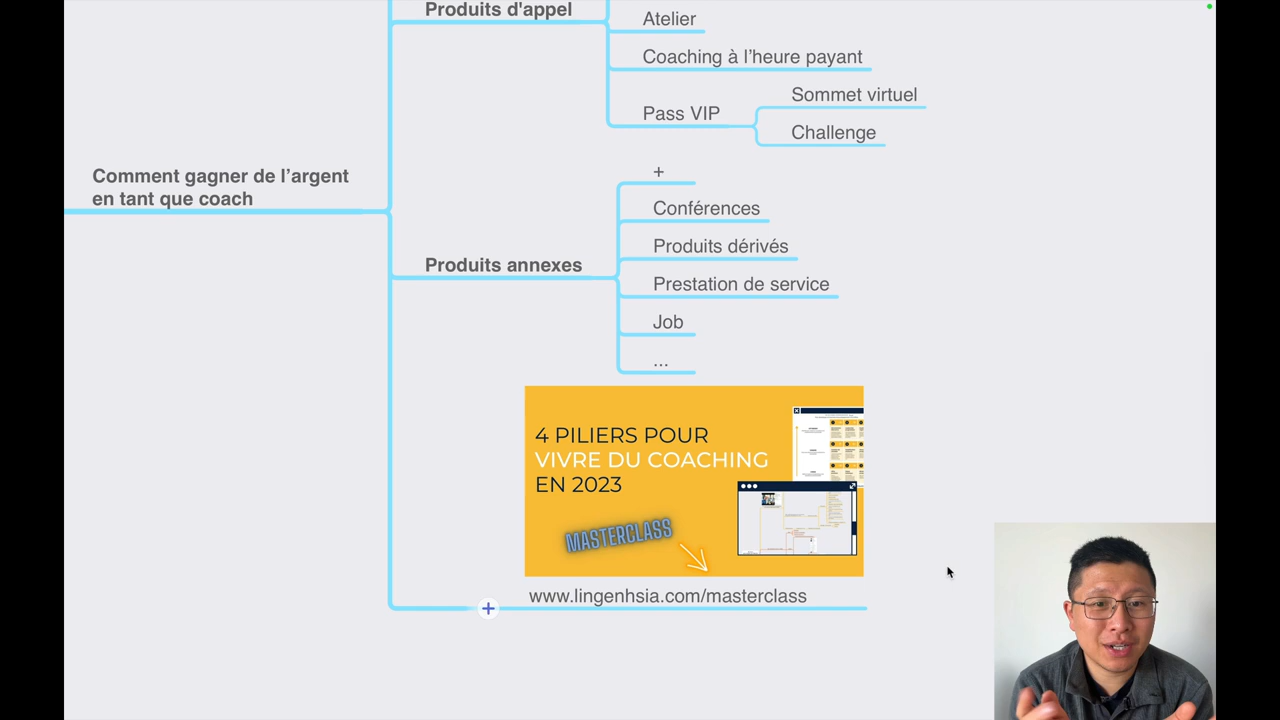 Produits d'appel
Atelier
Coaching à l’heure payant
Pass VIP
Sommet virtuel
Challenge
Comment gagner de l’argent
en tant que coach
Produits annexes
+
Conférences
Produits dérivés
Prestation de service
Job
...
4 PILIERS POUR
VIVRE DU COACHING
EN 2023
MASTERCLASS
www.lingenhsia.com/masterclass